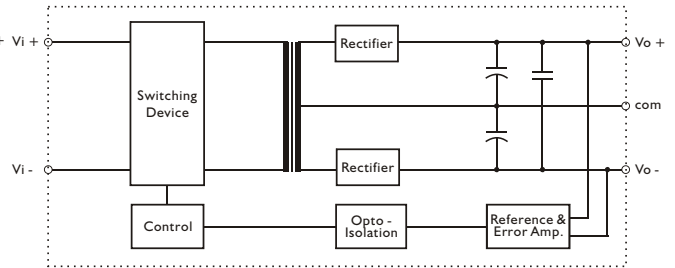 + Vi +
Rectifier
Vo +
Switching
Device
com
Vi -
Rectifier
Vo -
Control
Opto -
Isolation
Reference &
Error Amp.